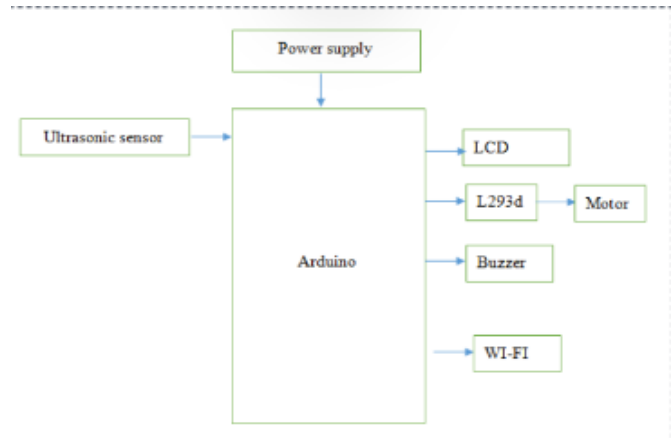 Power supply
Ultrasonic sensor
LCD
L293d
Motor
Arduino
Buzzer
WI-FI